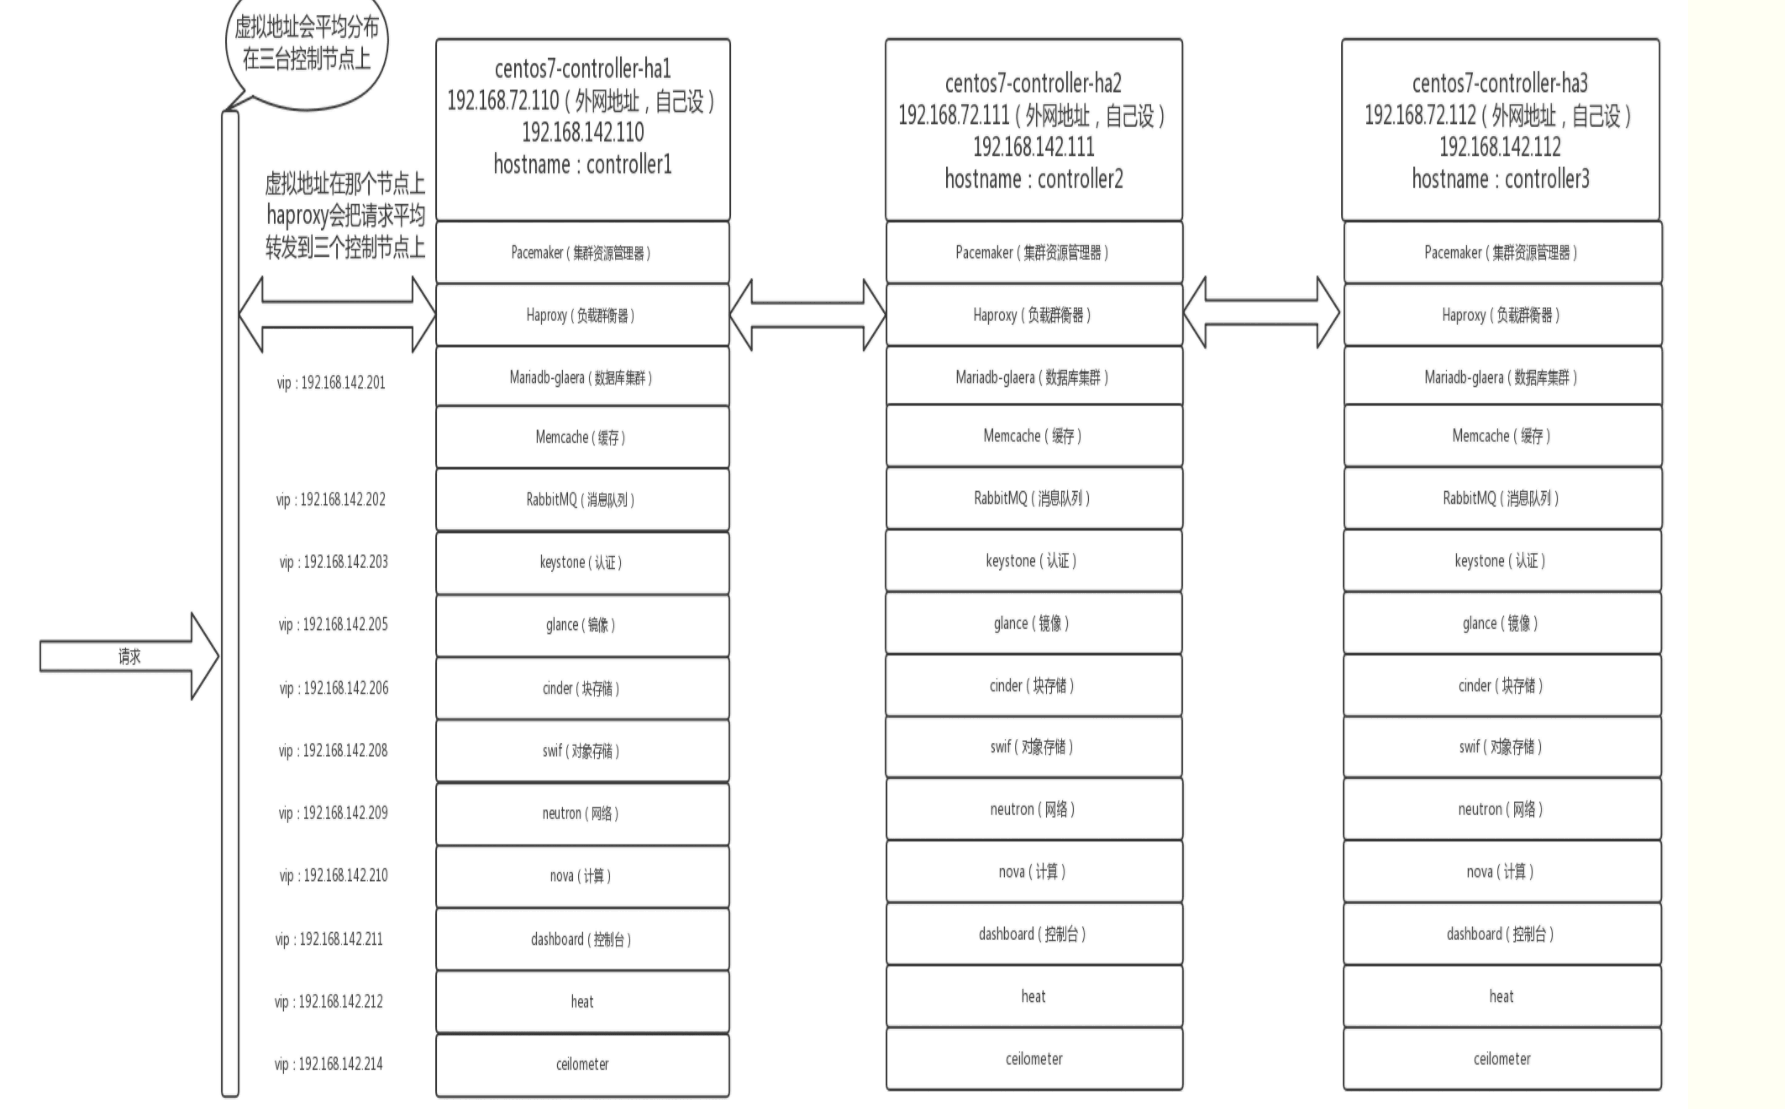 虚拟地址会平均分布
在三台控制节点上
虚拟地址在那个节点上
haproxy会把请求平均
转发到三个控制节点上
请求
vip：192.168.142.201
vip：192.168.142.202
vip：192.168.142.203
vip：192.168.142.205
vip：192.168.142.206
vip：192.168.142.208
vip：192.168.142.209
vip：192.168.142.210
vip：192.168.142.211
vip：192.168.142.212
vip：192.168.142.214
centos7-controller-ha1
192.168.72.110（外网地址，自己设）
192.168.142.110
hostname：controller1
Pacemaker（集群资源管理器）
Haproxy（负载群衡器）
Mariadb-glaera（数据库集群）
Memcache（缓存）
RabbitMQ（消息队列）
keystone（认证）
glance（镜像）
cinder（块存储）
swif（对象存储）
neutron（网络）
nova（计算）
dashboard（控制台）
heat
ceilometer
centos7-controller-ha2
192.168.72.111（外网地址，自己设）
192.168.142.111
hostname：controller2
Pacemaker（集群资源管理器）
Haproxy（负载群衡器）
Mariadb-glaera（数据库集群）
Memcache（缓存）
RabbitMQ（消息队列）
keystone（认证）
glance（镜像）
cinder（块存储）
swif（对象存储）
neutron（网络）
nova（计算）
dashboard（控制台）
heat
ceilometer
centos7-controller-ha3
192.168.72.112（外网地址，自己设）
192.168.142.112
hostname：controller3
Pacemaker（集群资源管理器）
Haproxy（负载群衡器）
Mariadb-glaera（数据库集群）
Memcache（缓存）
RabbitMQ（消息队列）
keystone（认证）
glance（镜像）
cinder（块存储）
swif（对象存储）
neutron（网络）
nova（计算）
dashboard（控制台）
heat
ceilometer